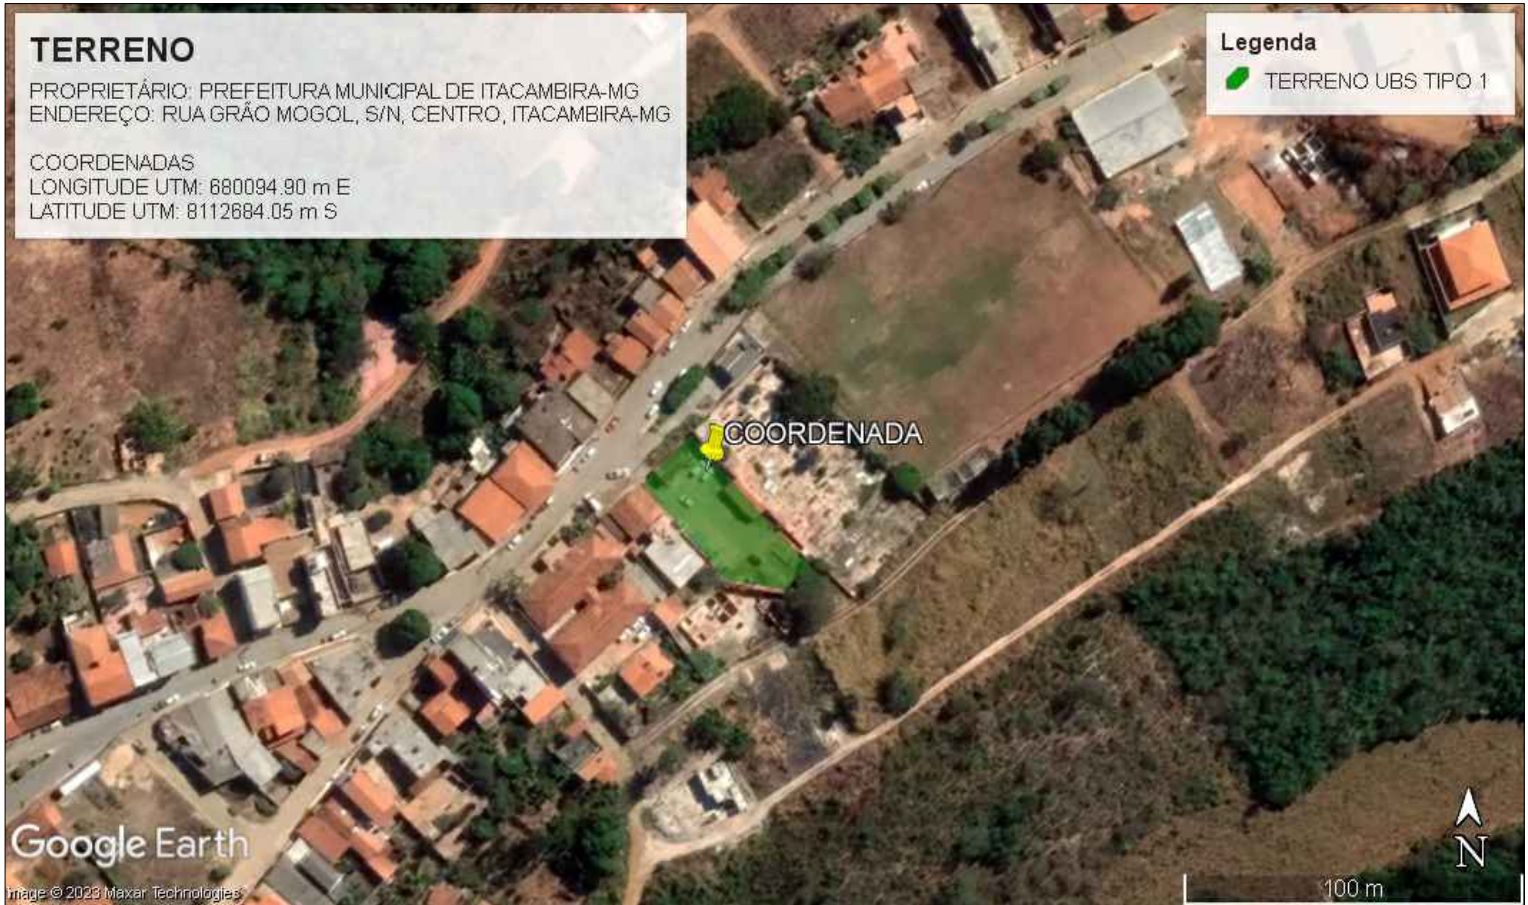 TERRENO
PROPRIETÁRIO: PREFEITURA MUNICIPAL DE ITACAMBIRA-MG
ENDEREÇO: RUA GRÃO MOGOL, S/N, CENTRO, ITACAMBIRA-MG
COORDENADAS
LONGITUDE UTM: 680094.90 m E
LATITUDE UTM: 8112684.05 m S
Legenda
TERRENO UBS TIPO 1
COORDENADA
Google Earth
Image © 2023 Maxar Technologies
100 m
N